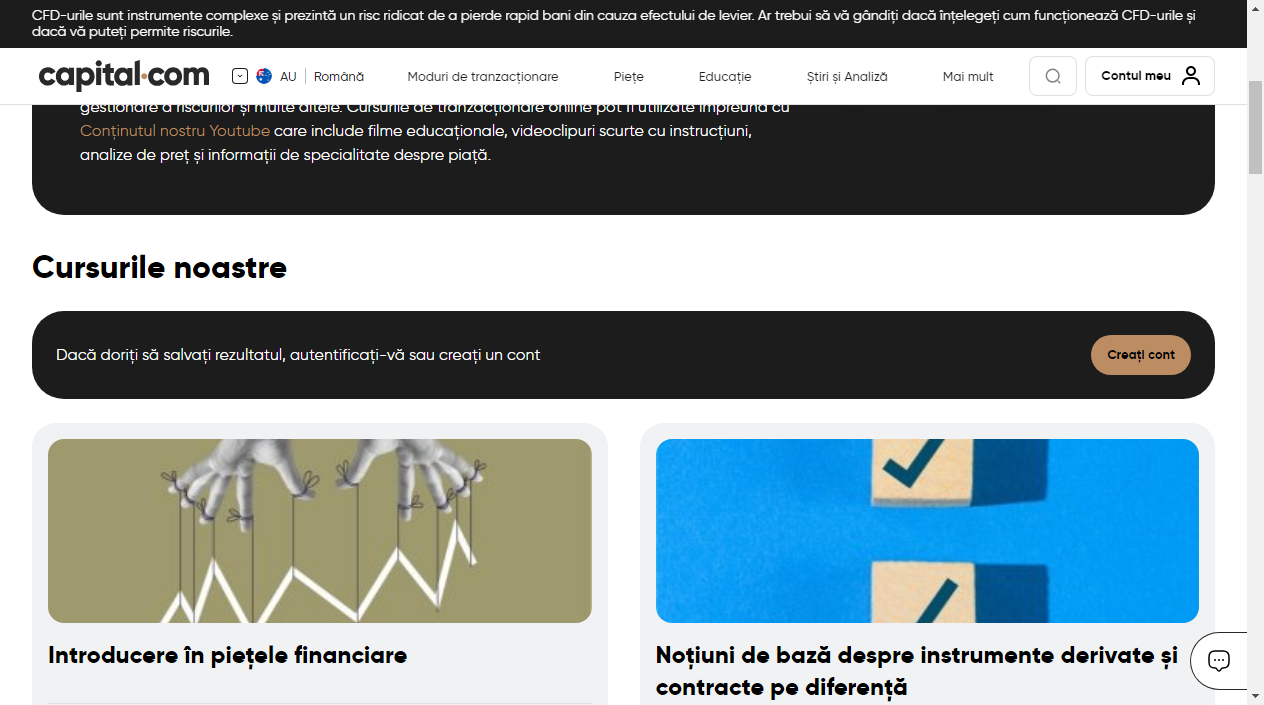 CFD-urile sunt instrumente complexe și prezintă un risc ridicat de a pierde rapid bani din cauza efectului de levier. Ar trebui să vă gândiți dacă înțelegeți cum funcționează CFD-urile și
dacă vă puteți permite riscurile.
capital.com AU Română Moduri de tranzacționare Piețe Educație Știri și Analiză Mai mult Contul meu
gestionare a riscurilor și multe altele. Cursurile de tranzacționare online pot fi utilizate împreună cu
Conținutul nostru Youtube care include filme educaționale, videoclipuri scurte cu instrucțiuni,
analize de preț și informații de specialitate despre piață.
Cursurile noastre
Dacă doriți să salvați rezultatul, autentificați-vă sau creați un cont
Creați cont
Introducere în piețele financiare
Noțiuni de bază despre instrumente derivate și
contracte pe diferență